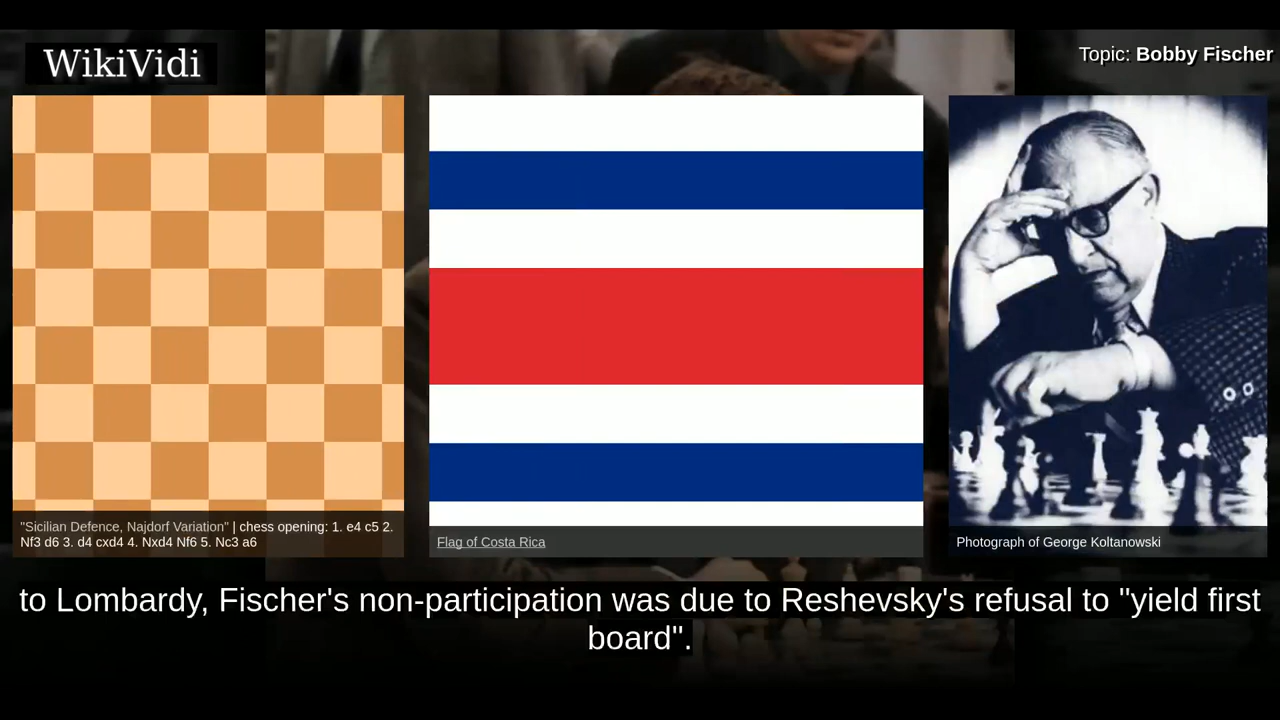 WikiVidi
Topic: Bobby Fischer
"Sicilian Defence, Najdorf Variation" | chess opening: 1. e4 c5 2.
Nf3 d6 3. d4 cxd4 4. Nxd4 Nf6 5. Nc3 a6
Flag of Costa Rica
Photograph of George Koltanowski
to Lombardy, Fischer's non-participation was due to Reshevsky's refusal to "yield first
board".